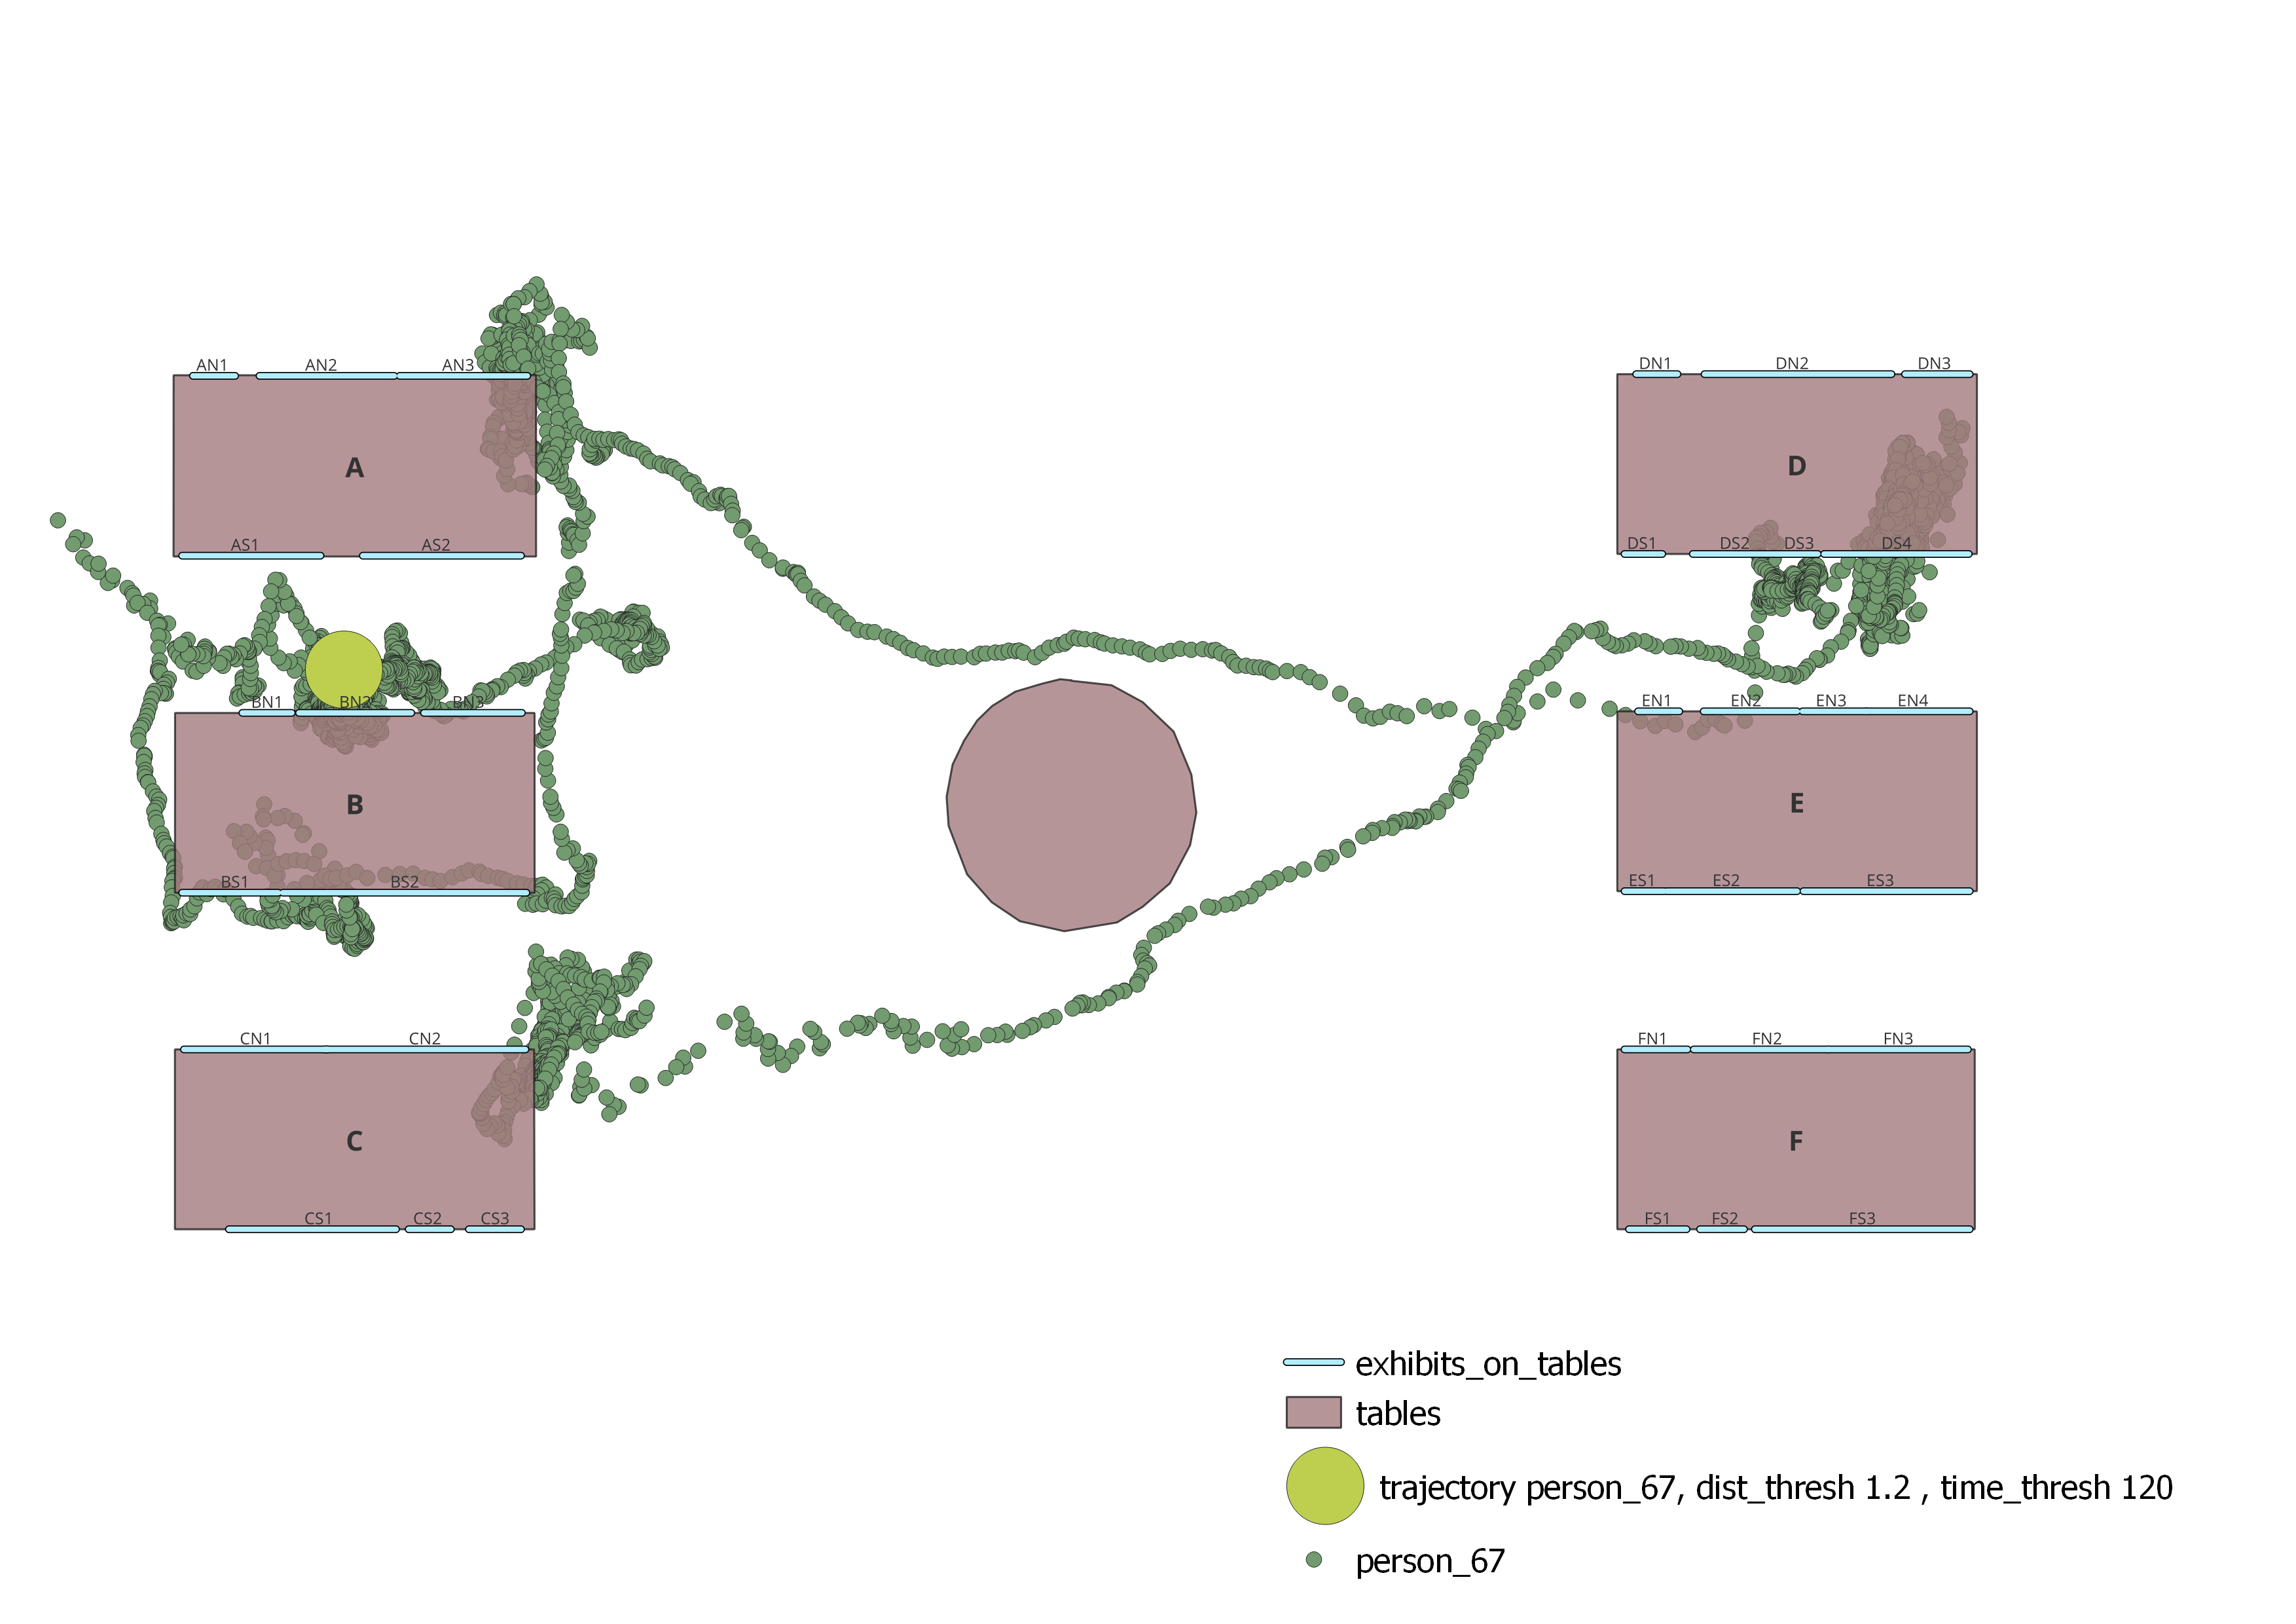 AN1 AN2 AN3
A
AS1 AS2
DN1 DN2 DN3
D
DS1 DS2 DS3 DS4
BN1 BN2 BN3
B
BS1 BS2
EN1 EN2 EN3 EN4
E
ES1 ES2 ES3
CN1 CN2
C
CS1 CS2 CS3
FN1 FN2 FN3
F
FS1 FS2 FS3
exhibits_on_tables
tables
trajectory person_67, dist_thresh 1.2 , time_thresh 120
person_67